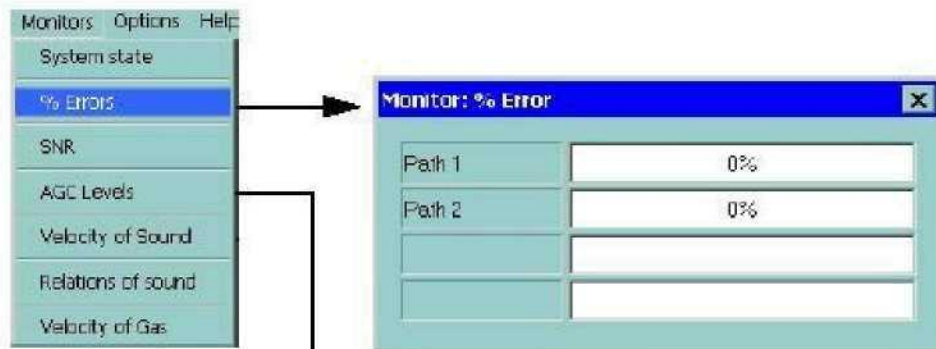 Monitors Options Help
System state
% Errors
SNR
AGC Levels
Velocity of Sound
Relations of sound
Velocity of Gas
Monitor: % Error
Path 1 0%
Path 2 0%